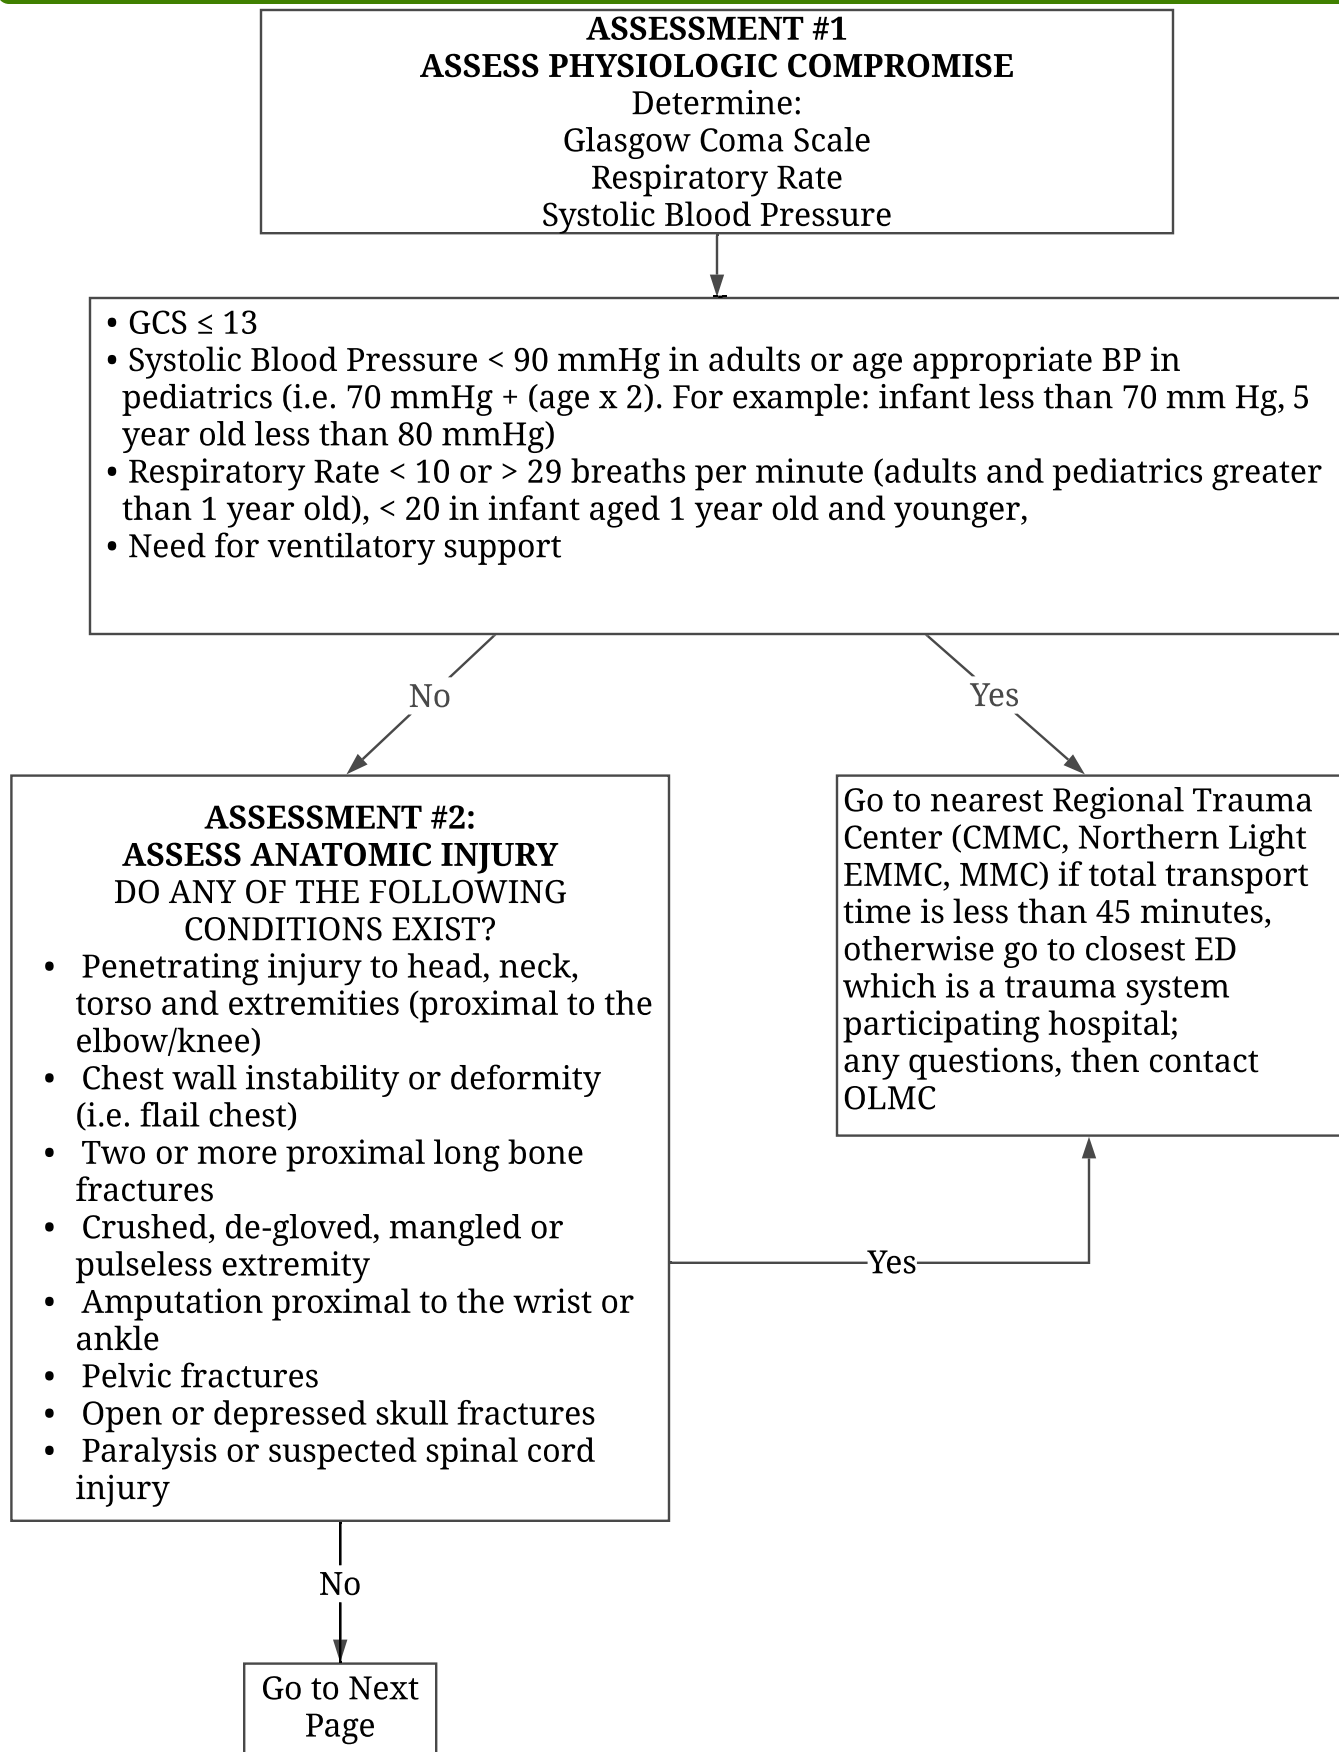 ASSESSMENT #1
ASSESS PHYSIOLOGIC COMPROMISE
Determine:
Glasgow Coma Scale
Respiratory Rate
Systolic Blood Pressure
• GCS ≤ 13
• Systolic Blood Pressure < 90 mmHg in adults or age appropriate BP in
pediatrics (i.e. 70 mmHg + (age x 2). For example: infant less than 70 mm Hg, 5
year old less than 80 mmHg)
• Respiratory Rate < 10 or > 29 breaths per minute (adults and pediatrics greater
than 1 year old), < 20 in infant aged 1 year old and younger,
• Need for ventilatory support
No
Yes
ASSESSMENT #2:
ASSESS ANATOMIC INJURY
DO ANY OF THE FOLLOWING
CONDITIONS EXIST?
• Penetrating injury to head, neck,
torso and extremities (proximal to the
elbow/knee)
• Chest wall instability or deformity
(i.e. flail chest)
• Two or more proximal long bone
fractures
• Crushed, de-gloved, mangled or
pulseless extremity
• Amputation proximal to the wrist or
ankle
• Pelvic fractures
• Open or depressed skull fractures
• Paralysis or suspected spinal cord
injury
Go to nearest Regional Trauma
Center (CMMC, Northern Light
EMMC, MMC) if total transport
time is less than 45 minutes,
otherwise go to closest ED
which is a trauma system
participating hospital;
any questions, then contact
OLMC
Yes
No
Go to Next
Page